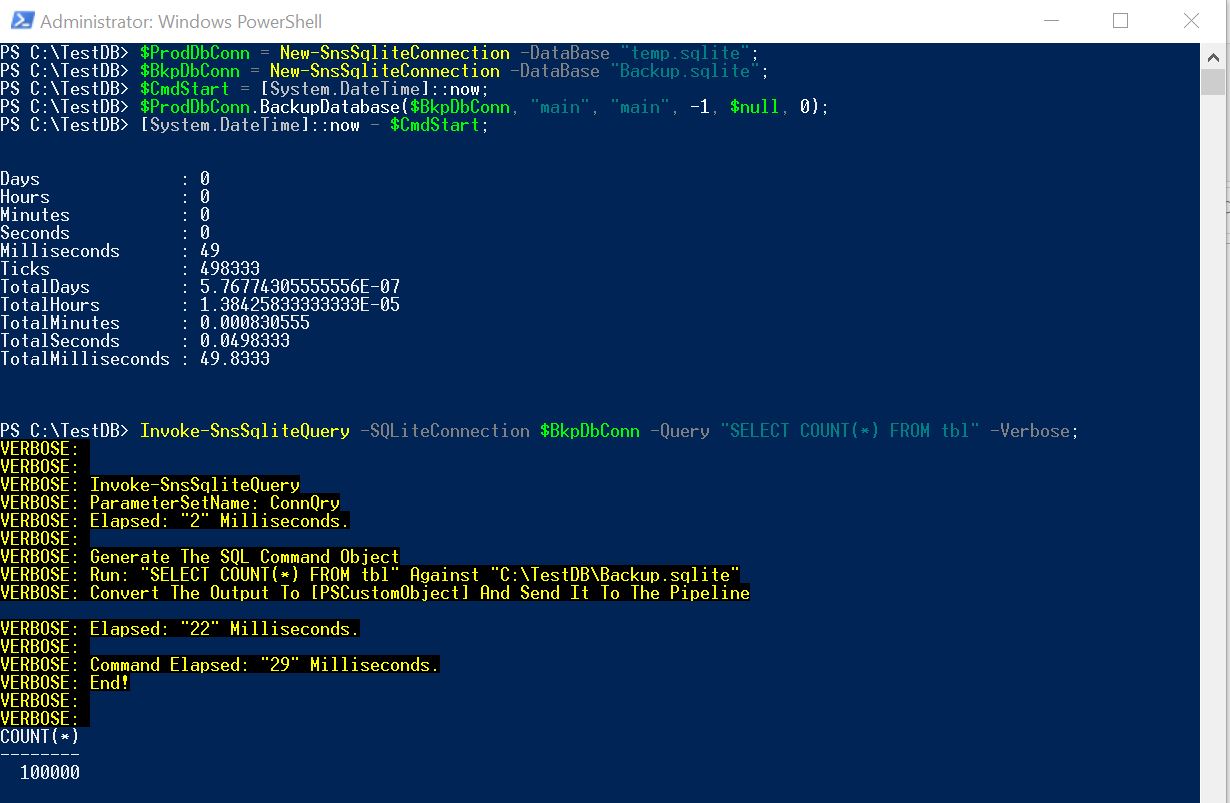 Administrator: Windows PowerShell
PS C:\TestDB> $ProdDbConn = New-SnsSqliteConnection -DataBase "temp.sqlite";
PS C:\TestDB> $BkpDbConn = New-SnsSqliteConnection -DataBase "Backup.sqlite";
PS C:\TestDB> $CmdStart = [System.DateTime]::now;
PS C:\TestDB> $ProdDbConn.BackupDatabase($BkpDbConn, "main", "main", -1, $null, 0);
PS C:\TestDB> [System.DateTime]::now - $CmdStart;
Days              : 0
Hours             : 0
Minutes           : 0
Seconds           : 0
Milliseconds      : 49
Ticks             : 498333
TotalDays         : 5.76774305555556E-07
TotalHours        : 1.38425833333333E-05
TotalMinutes      : 0.000830555
TotalSeconds      : 0.0498333
TotalMilliseconds : 49.8333
PS C:\TestDB> Invoke-SnsSqliteQuery -SQLiteConnection $BkpDbConn -Query "SELECT COUNT(*) FROM tbl" -Verbose;
VERBOSE:
VERBOSE:
VERBOSE: Invoke-SnsSqliteQuery
VERBOSE: ParameterSetName: ConnQry
VERBOSE: Elapsed: "2" Milliseconds.
VERBOSE:
VERBOSE: Generate The SQL Command Object
VERBOSE: Run: "SELECT COUNT(*) FROM tbl" Against "C:\TestDB\Backup.sqlite"
VERBOSE: Convert The Output To [PSCustomObject] And Send It To The Pipeline
VERBOSE: Elapsed: "22" Milliseconds.
VERBOSE:
VERBOSE: Command Elapsed: "29" Milliseconds.
VERBOSE: End!
VERBOSE:
VERBOSE:
COUNT(*)
--------
  100000